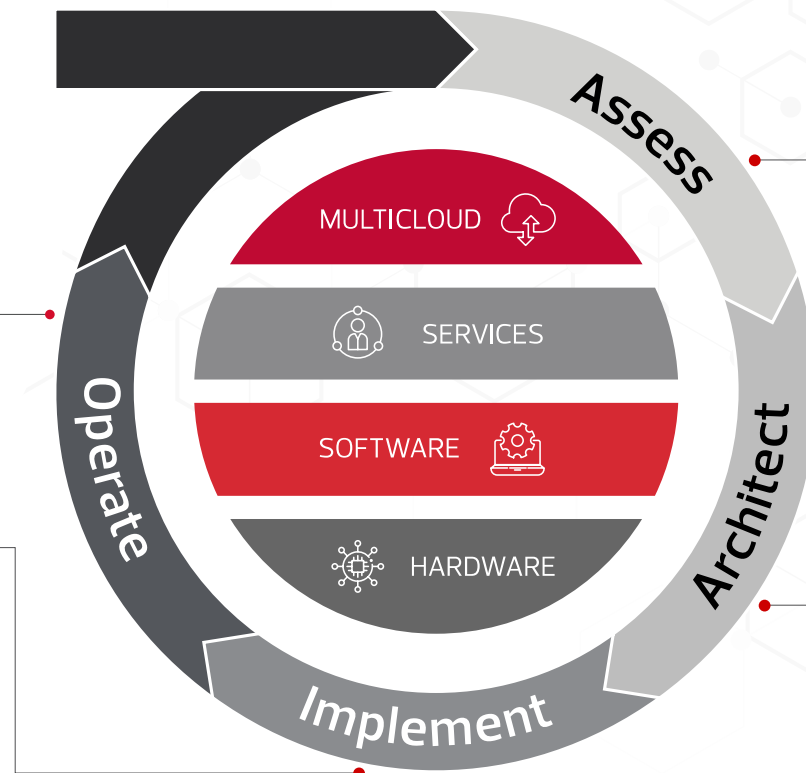 Assess
Architect
Implement
Operate
MULTICLOUD
SERVICES
SOFTWARE
HARDWARE